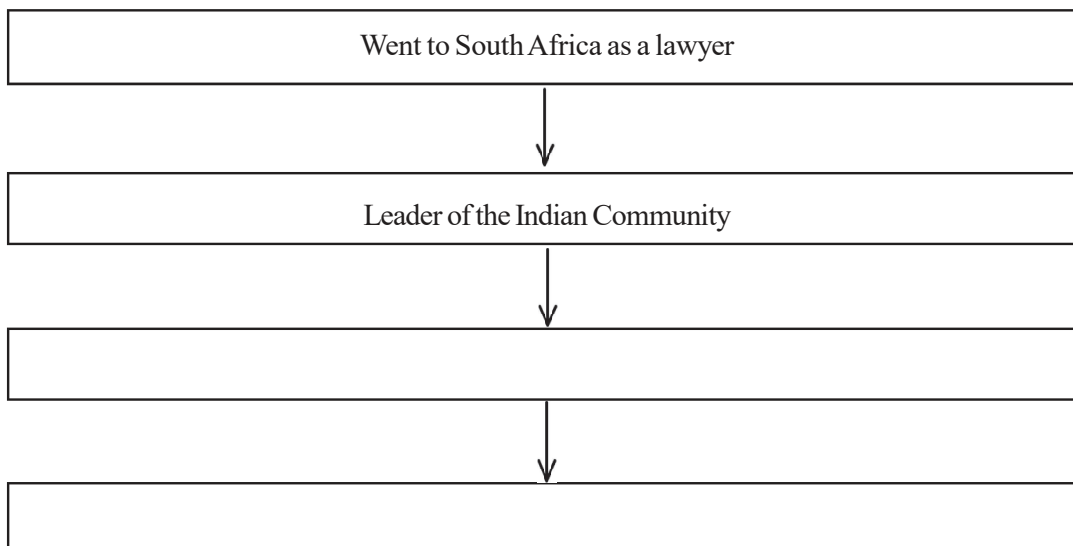 Went to South Africa as a lawyer
Leader of the Indian Community